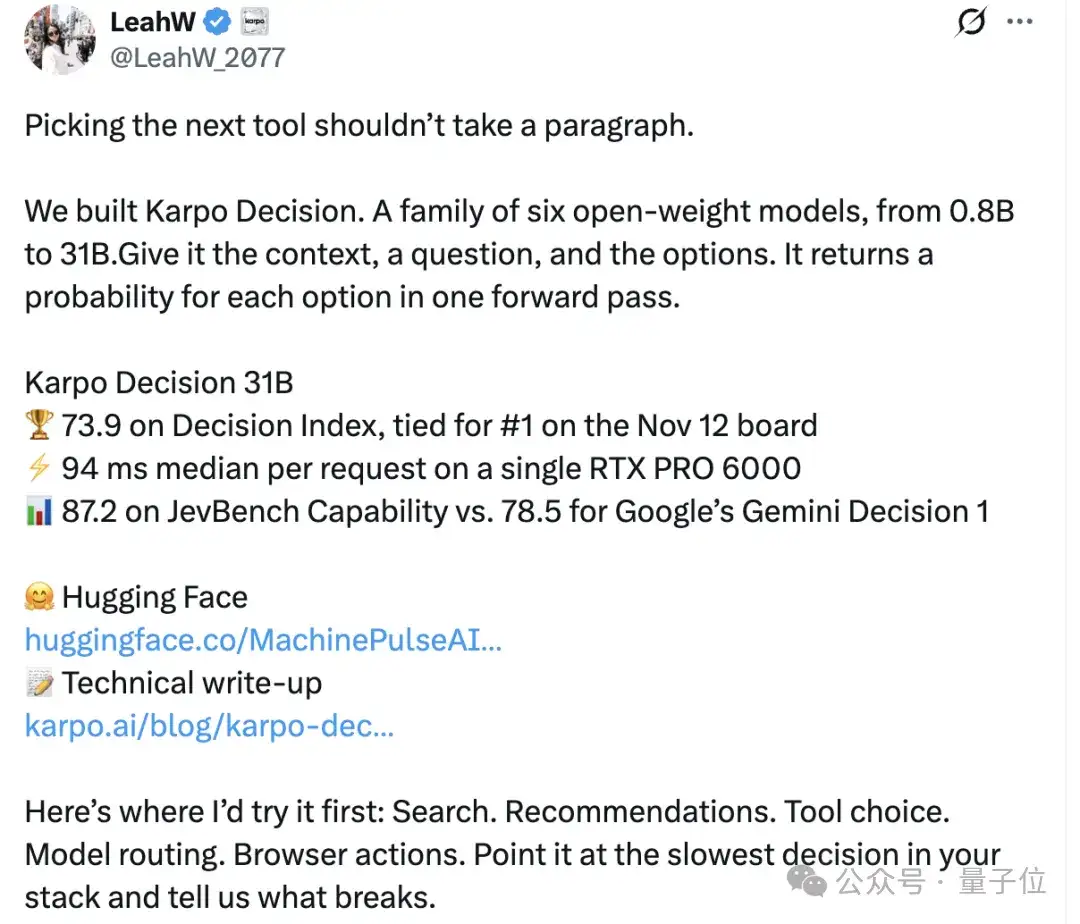 LeahW karpo
@LeahW_2077
Picking the next tool shouldn’t take a paragraph.
We built Karpo Decision. A family of six open-weight models, from 0.8B
to 31B.Give it the context, a question, and the options. It returns a
probability for each option in one forward pass.
Karpo Decision 31B
🏆 73.9 on Decision Index, tied for #1 on the Nov 12 board
⚡ 94 ms median per request on a single RTX PRO 6000
📊 87.2 on JevBench Capability vs. 78.5 for Google’s Gemini Decision 1
🤗 Hugging Face
huggingface.co/MachinePulseAI...
📝 Technical write-up
karpo.ai/blog/karpo-dec...
Here’s where I’d try it first: Search. Recommendations. Tool choice.
Model routing. Browser actions. Point it at the slowest decision in your
stack and tell us what breaks.
公众号 · 量子位